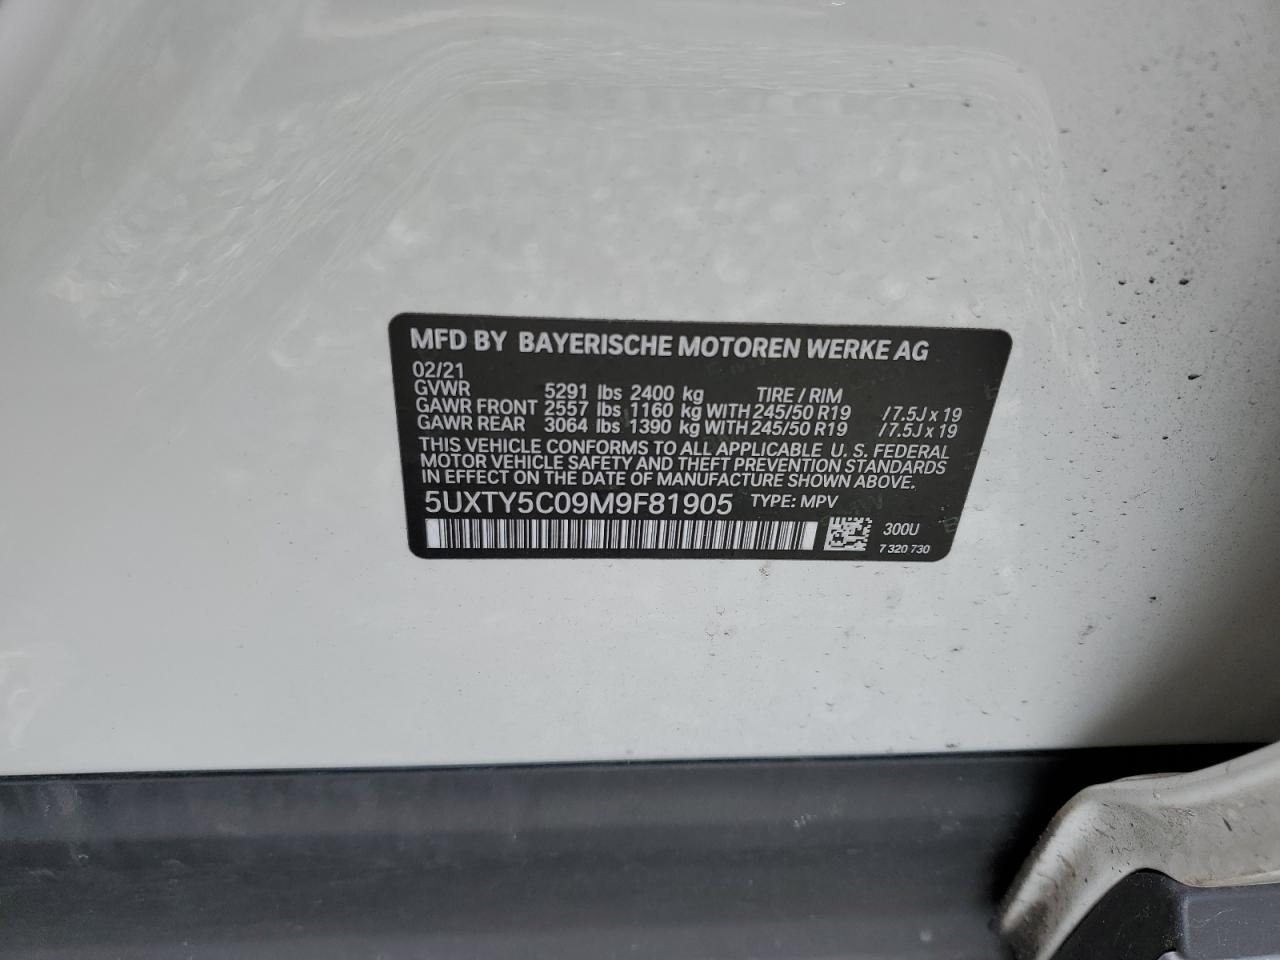 MFD BY BAYERISCHE MOTOREN WERKE AG
02/21
GVWR 5291 lbs 2400 kg TIRE / RIM
GAWR FRONT 2557 lbs 1160 kg WITH 245/50 R19 / 7.5J x 19
GAWR REAR 3064 lbs 1390 kg WITH 245/50 R19 / 7.5J x 19
THIS VEHICLE CONFORMS TO ALL APPLICABLE U. S. FEDERAL
MOTOR VEHICLE SAFETY AND THEFT PREVENTION STANDARDS
IN EFFECT ON THE DATE OF MANUFACTURE SHOWN ABOVE.
5UXTY5C09M9F81905 TYPE: MPV
300U
7 320 730